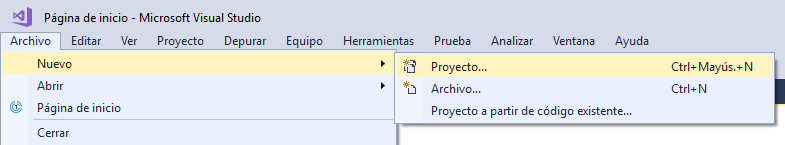 Página de inicio - Microsoft Visual Studio
Archivo Editar Ver Proyecto Depurar Equipo Herramientas Prueba Analizar Ventana Ayuda
Nuevo
Proyecto... Ctrl+Mayús.+N
Abrir
Archivo... Ctrl+N
Página de inicio
Proyecto a partir de código existente...
Cerrar